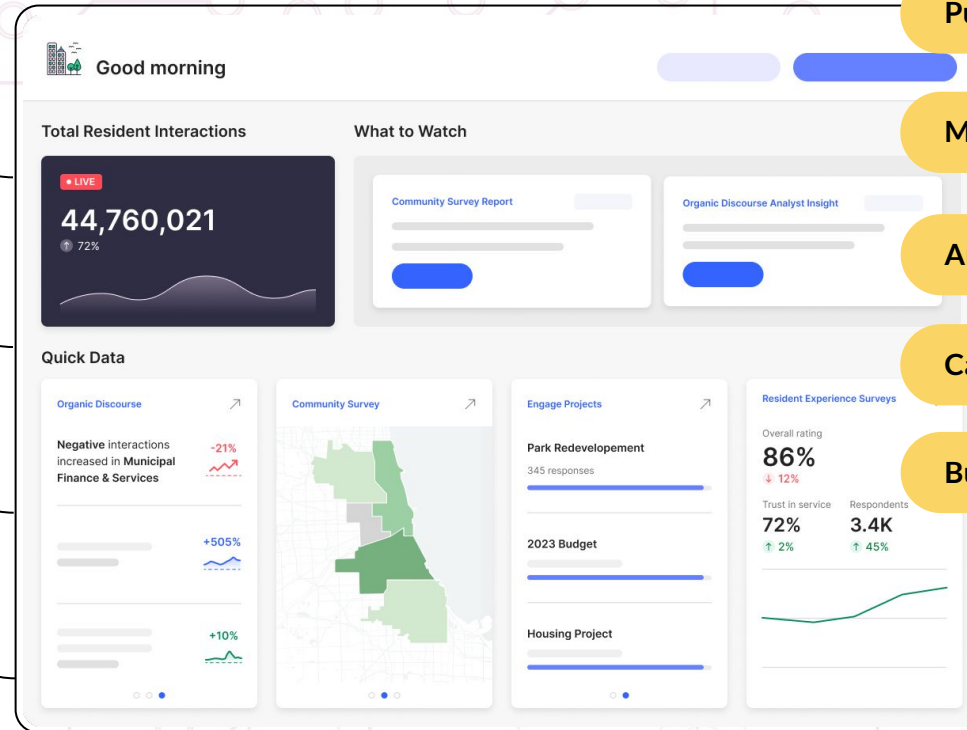 Good morning
Total Resident Interactions
What to Watch
LIVE
44,760,021
72%
Community Survey Report
Organic Discourse Analyst Insight
Quick Data
Organic Discourse
Negative interactions
increased in Municipal
Finance & Services
-21%
+505%
+10%
Community Survey
Engage Projects
Park Redevelopement
345 responses
2023 Budget
Housing Project
Resident Experience Surveys
Overall rating
86%
12%
Trust in service
Respondents
72%
3.4K
2%
45%